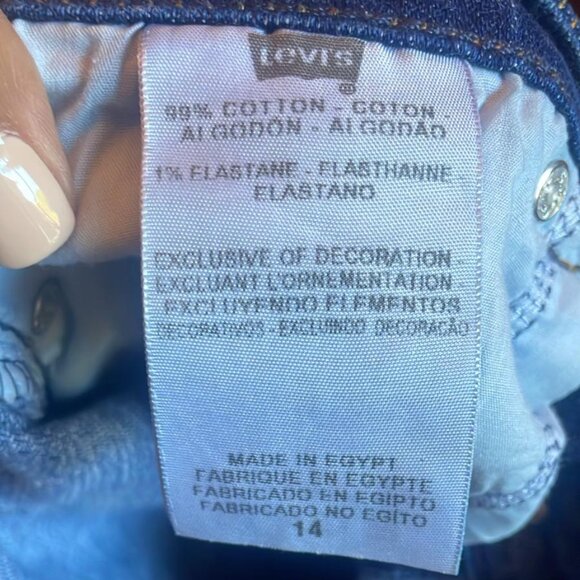 Levi's
®
99% COTTON - COTON -
ALGODÓN - ALGODÃO
1% ELASTANE - ELASTHANNE -
ELASTANO
EXCLUSIVE OF DECORATION
EXCLUANT L'ORNEMENTATION -
EXCLUYENDO ELEMENTOS
DECORATIVOS - EXCLUINDO DECORAÇÃO
MADE IN EGYPT
FABRIQUE EN EGYPTE
FABRICADO EN EGIPTO
FABRICADO NO EGÍTO
14